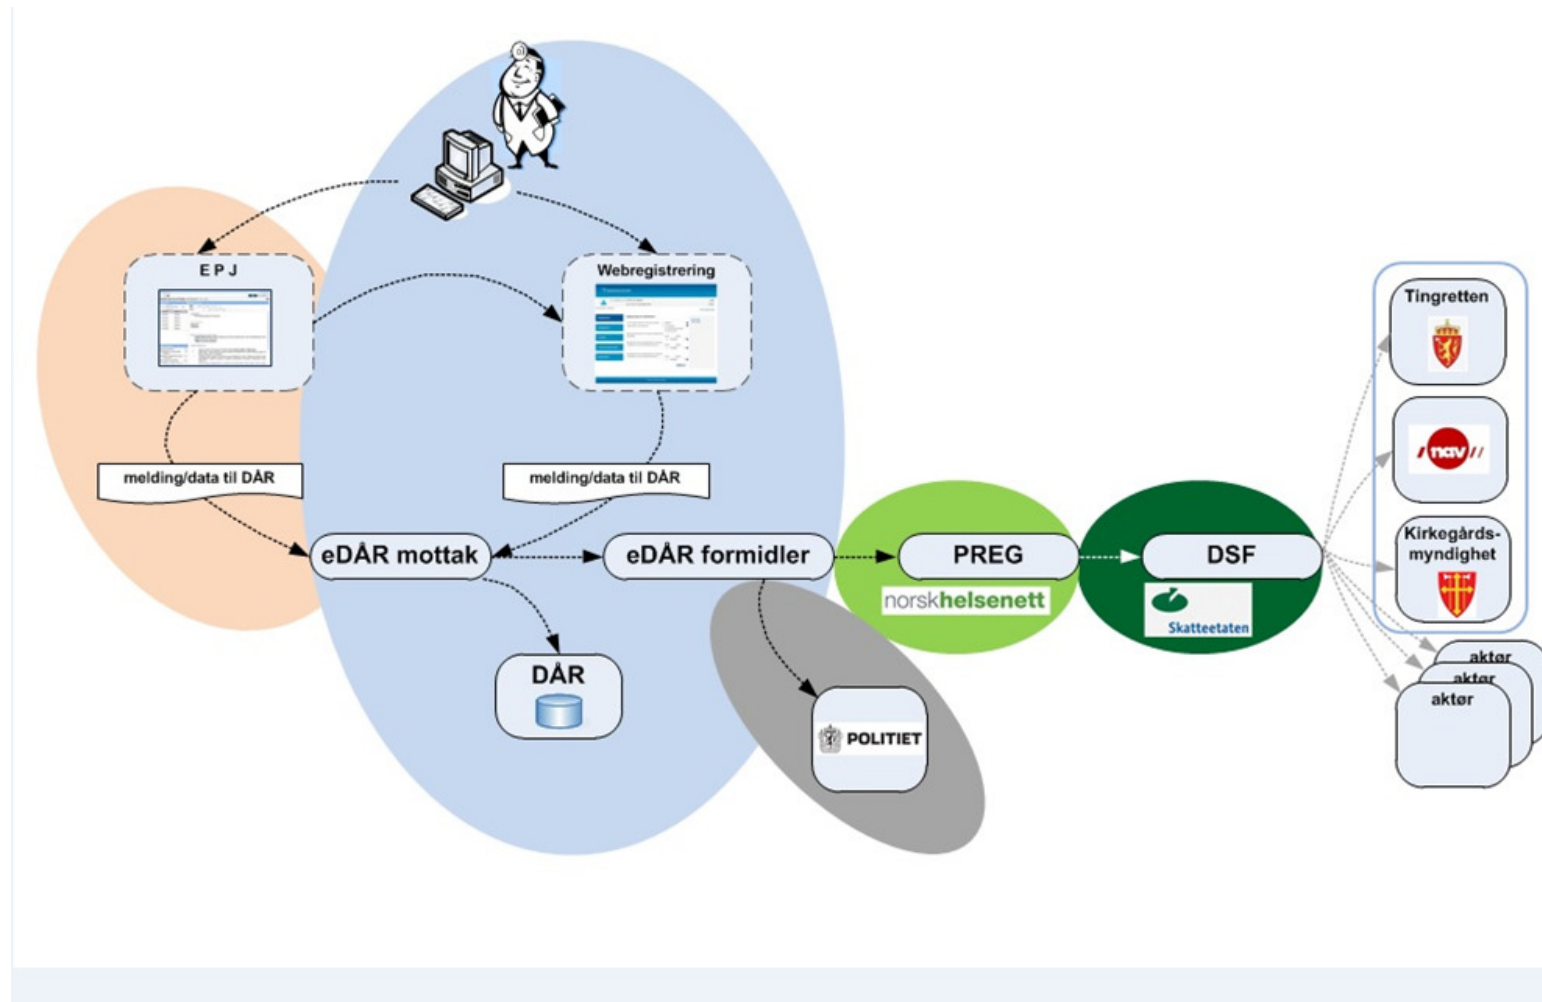 E P J
Webregistrering
melding/data til DÅR
melding/data til DÅR
eDÅR mottak
eDÅR formidler
PREG
norskhelsenett
DSF
Skatteetaten
DÅR
POLITIET
Tingretten
nav
Kirkegårds-
myndighet
aktør
aktør
aktør